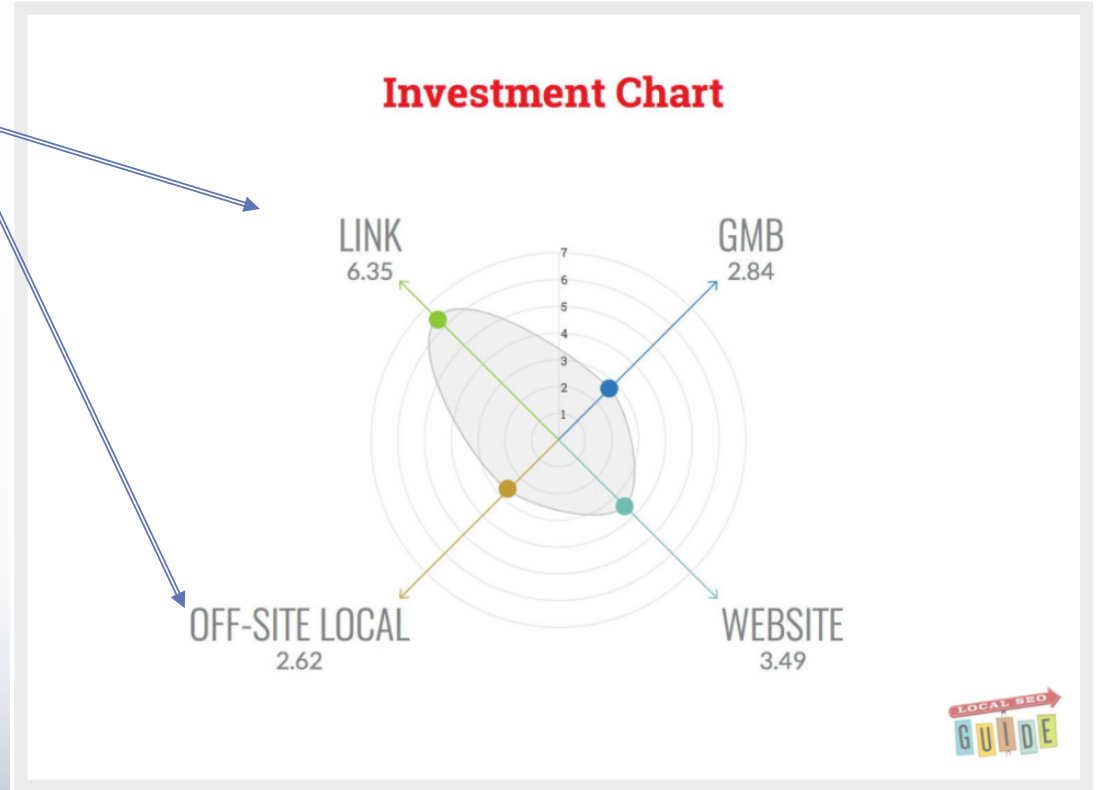 Investment Chart
LINK
6.35
GMB
2.84
7
6
5
4
3
2
1
OFF-SITE LOCAL
2.62
WEBSITE
3.49
LOCAL SEO
GUIDE